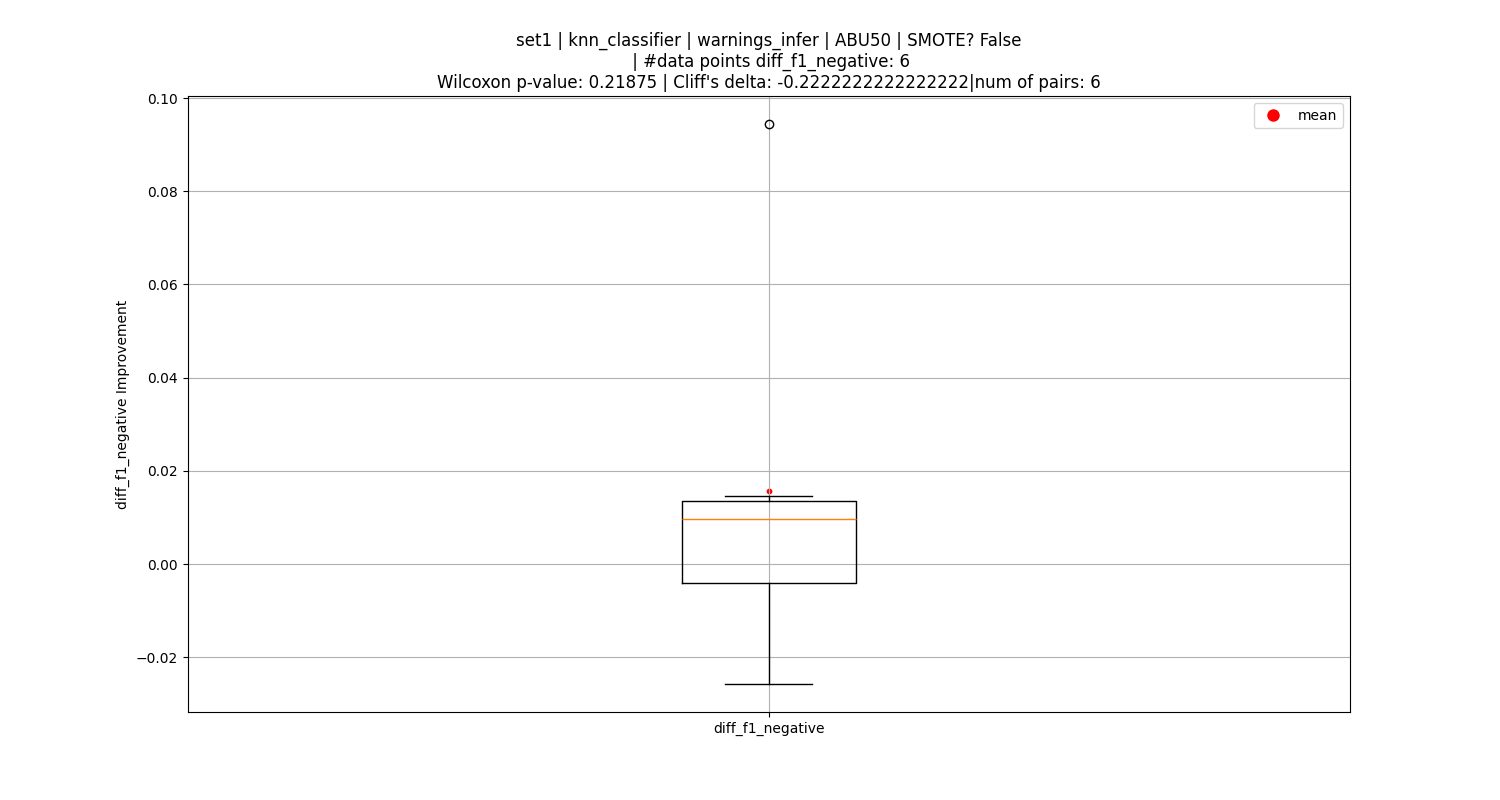 set1 | knn_classifier | warnings_infer | ABU50 | SMOTE? False
| #data points diff_f1_negative: 6
Wilcoxon p-value: 0.21875 | Cliff's delta: -0.2222222222222222|num of pairs: 6
mean
0.10
0.08
0.06
0.04
0.02
0.00
−0.02
diff_f1_negative Improvement
diff_f1_negative